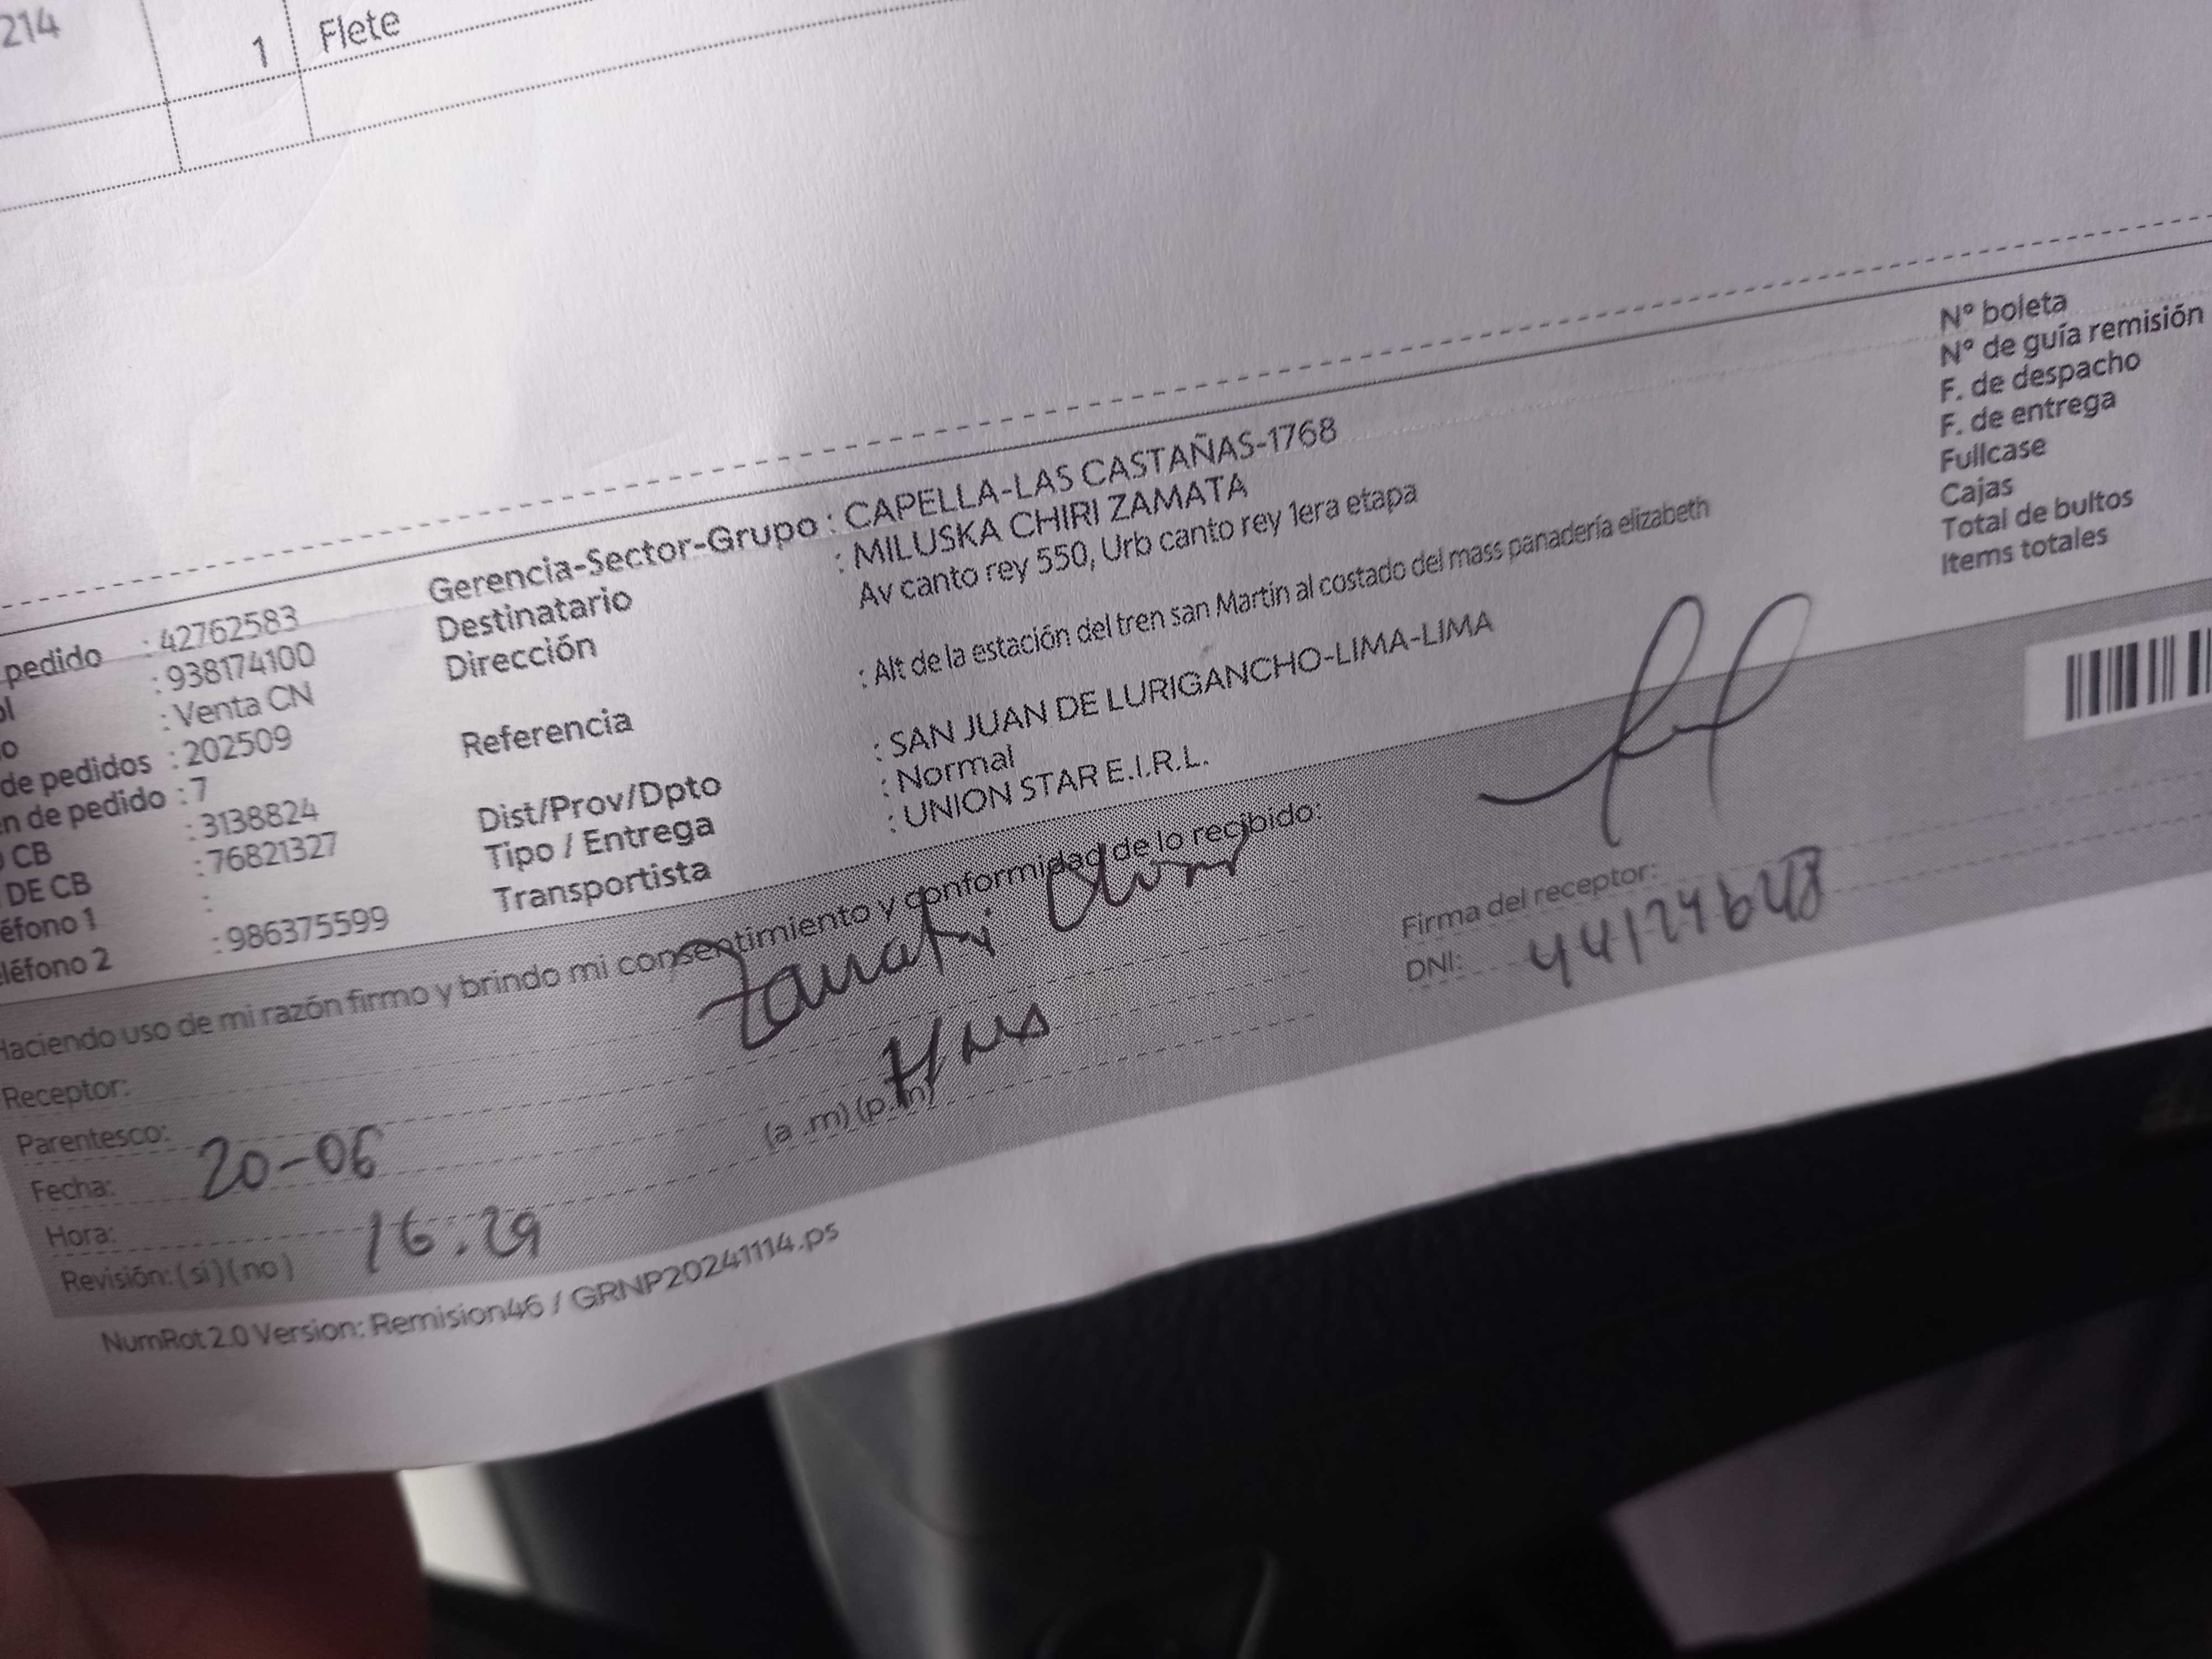 214
1 Flete
pedido : 42762583
: 938174100
: Venta CN
de pedidos : 202509
n de pedido : 7
CB : 3138824
DE CB : 76821327
éfono 1 :
léfono 2 : 986375599
Gerencia-Sector-Grupo : CAPELLA-LAS CASTAÑAS-1768
Destinatario : MILUSKA CHIRI ZAMATA
Dirección Av canto rey 550, Urb canto rey 1era etapa
Referencia : Alt de la estación del tren san Martin al costado del mass panadería elizabeth
Dist/Prov/Dpto : SAN JUAN DE LURIGANCHO-LIMA-LIMA
Tipo / Entrega : Normal
Transportista : UNION STAR E.I.R.L.
Nº boleta
Nº de guía remisión
F. de despacho
F. de entrega
Fullcase
Cajas
Total de bultos
Items totales
Haciendo uso de mi razón firmo y brindo mi consentimiento y conformidad de lo recibido.
Receptor:
Parentesco:
Fecha: 20-06
Hora: 16:29 (a .m) (p.m)
Revisión: (si) (no)
Firma del receptor:
DNI: 44124648
NumRot 2.0 Version: Remision46 / GRNP20241114.ps